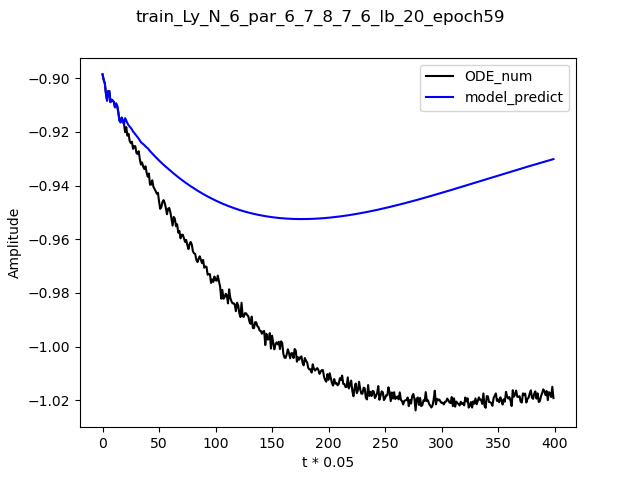 train_Ly_N_6_par_6_7_8_7_6_lb_20_epoch59
ODE_num
model_predict
Amplitude
−0.90
−0.92
−0.94
−0.96
−0.98
−1.00
−1.02
0 50 100 150 200 250 300 350 400
t * 0.05